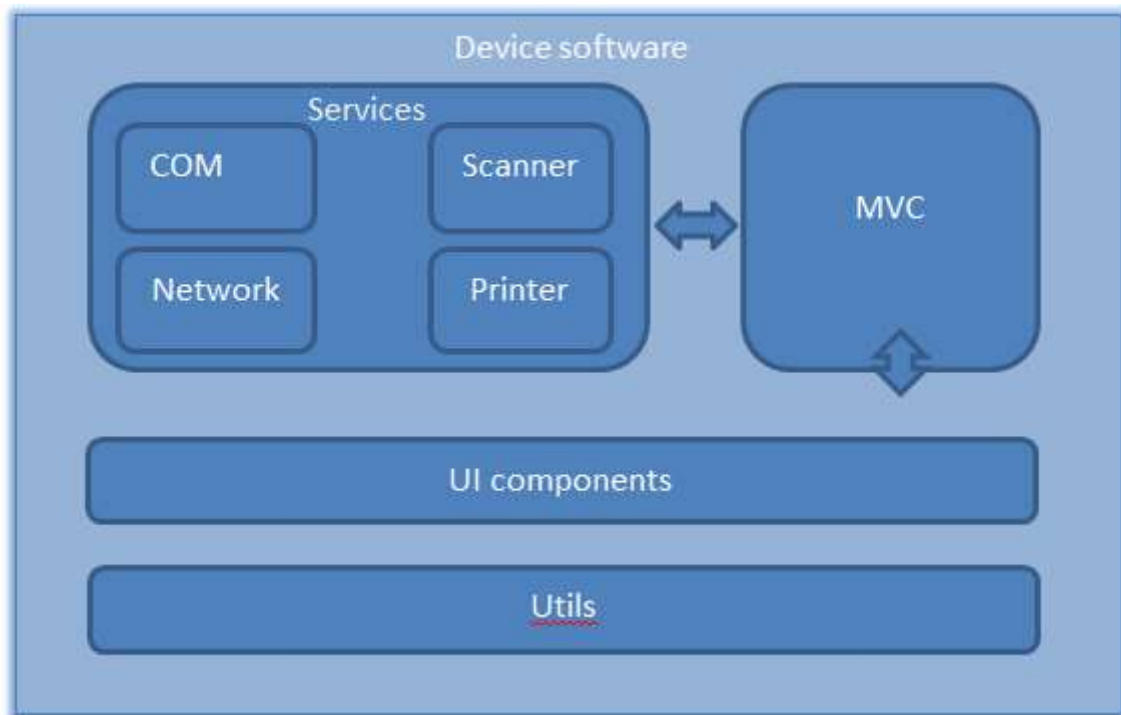 Device software
Services
COM
Scanner
MVC
Network
Printer
UI components
Utils